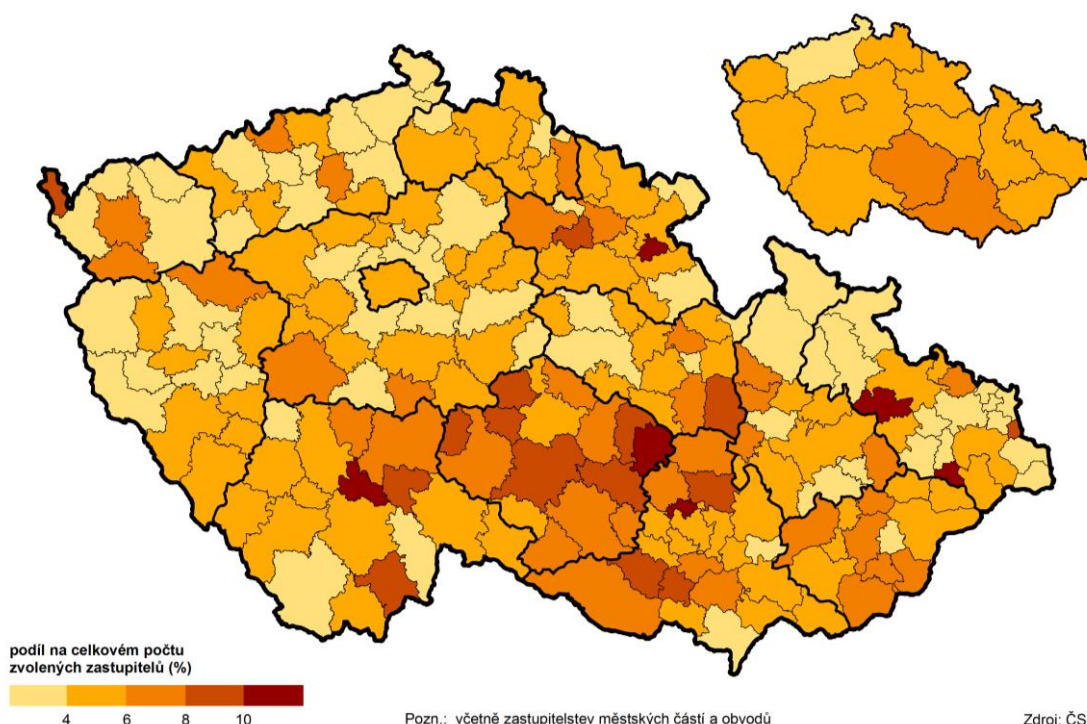 podíl na celkovém počtu
zvolených zastupitelů (%)
4 6 8 10
Pozn.: včetně zastupitelstev městských částí a obvodů
Zdroj: ČS